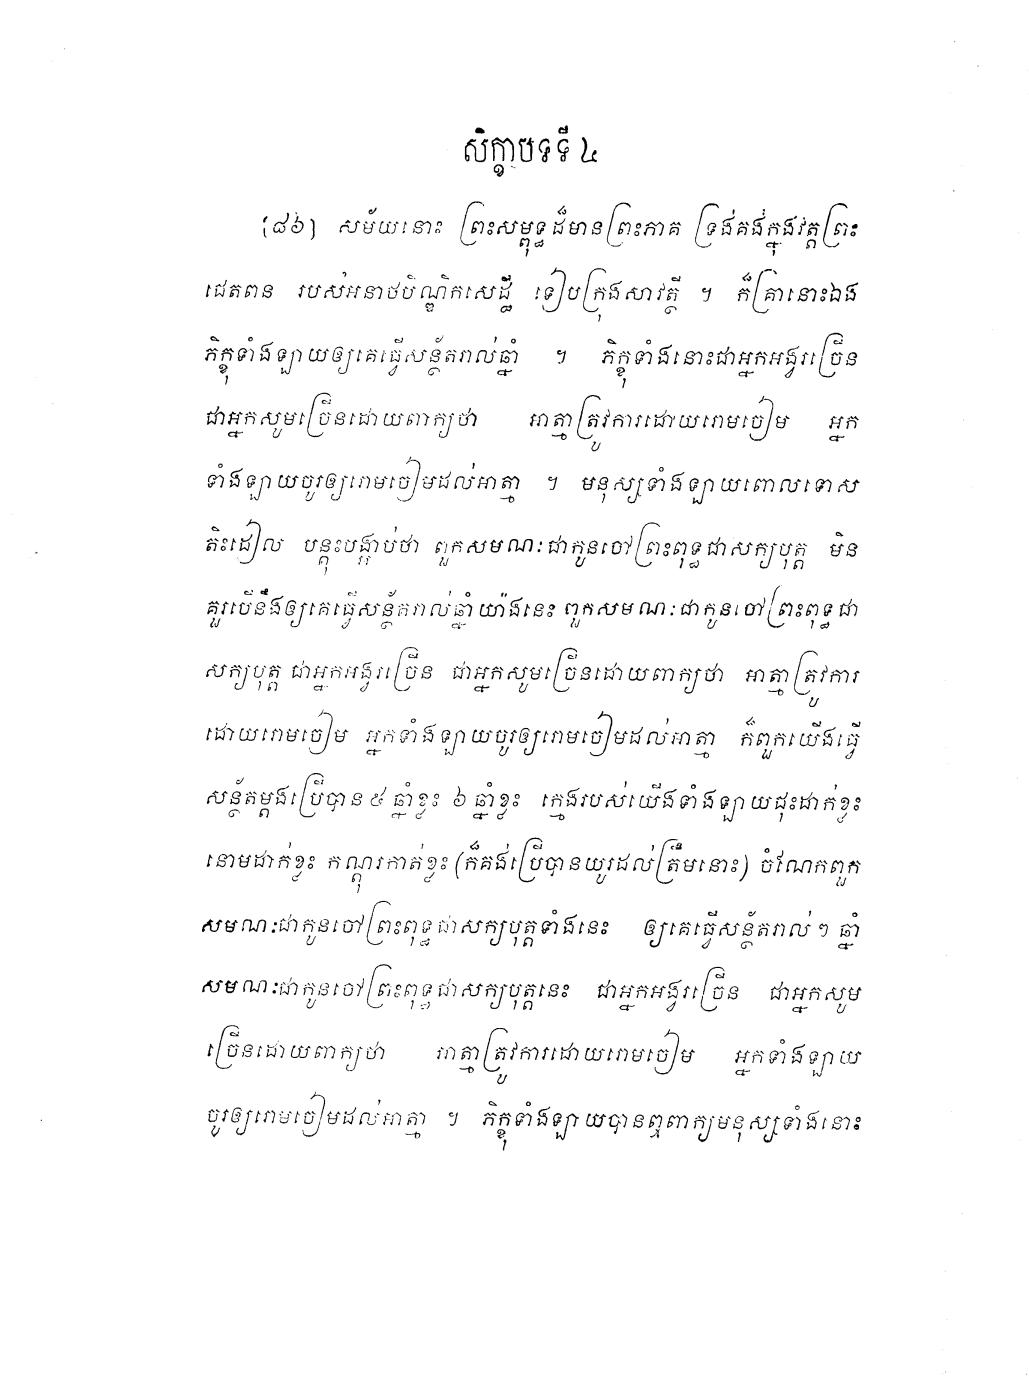 សិក្ខាបទទី ៤
[៨៦] សម័យនោះ ព្រះសម្ពុទ្ធដ៏មានព្រះភាគ ទ្រង់គង់ក្នុងវត្តព្រះ
ជេតពន របស់អនាថបិណ្ឌិកសេដ្ឋី ទៀបក្រុងសាវត្ថី ។ ក៏គ្រានោះឯង
ភិក្ខុទាំងឡាយឲ្យគេធ្វើសន្ថ័តរាល់ឆ្នាំ ។ ភិក្ខុទាំងនោះជាអ្នកអង្វរច្រើន
ជាអ្នកសូមច្រើនដោយពាក្យថា អាត្មាត្រូវការដោយរោមចៀម អ្នក
ទាំងឡាយចូរឲ្យរោមចៀមដល់អាត្មា ។ មនុស្សទាំងឡាយពោលទោស
តិះដៀល បន្តុះបង្អាប់ថា ពួកសមណៈជាកូនចៅព្រះពុទ្ធជាសក្យបុត្ត មិន
គួរបើនឹងឲ្យគេធ្វើសន្ថ័តរាល់ឆ្នាំយ៉ាងនេះ ពួកសមណៈជាកូនចៅព្រះពុទ្ធជា
សក្យបុត្ត ជាអ្នកអង្វរច្រើន ជាអ្នកសូមច្រើនដោយពាក្យថា អាត្មាត្រូវការ
ដោយរោមចៀម អ្នកទាំងឡាយចូរឲ្យរោមចៀមដល់អាត្មា ក៏ពួកយើងធ្វើ
សន្ថ័តម្តងប្រើបាន ៥ ឆ្នាំខ្លះ ៦ ឆ្នាំខ្លះ ក្មេងរបស់យើងទាំងឡាយជុះដាក់ខ្លះ
នោមដាក់ខ្លះ កណ្តុរកាត់ខ្លះ (ក៏គង់ប្រើបានយូរដល់ត្រឹមនោះ) ចំណែកពួក
សមណៈជាកូនចៅព្រះពុទ្ធជាសក្យបុត្តទាំងនេះ ឲ្យគេធ្វើសន្ថ័តរាល់ៗ ឆ្នាំ
សមណៈជាកូនចៅព្រះពុទ្ធជាសក្យបុត្តនេះ ជាអ្នកអង្វរច្រើន ជាអ្នកសូម
ច្រើនដោយពាក្យថា អាត្មាត្រូវការដោយរោមចៀម អ្នកទាំងឡាយ
ចូរឲ្យរោមចៀមដល់អាត្មា ។ ភិក្ខុទាំងឡាយបានឮពាក្យមនុស្សទាំងនោះ